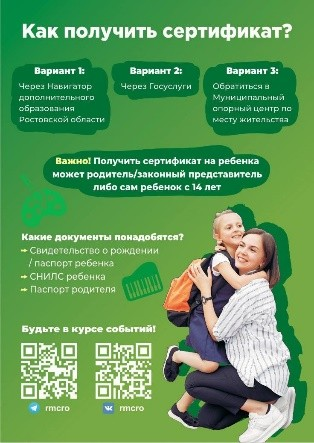 Как получить сертификат?
Вариант 1:
Через Навигатор
дополнительного
образования
Ростовской области
Вариант 2:
Через Госуслуги
Вариант 3:
Обратиться в
Муниципальный
опорный центр по
месту жительства
Важно! Получить сертификат на ребенка
может родитель/законный представитель
либо сам ребенок с 14 лет
Какие документы понадобятся?
Свидетельство о рождении
/ паспорт ребенка
СНИЛС ребенка
Паспорт родителя
Будьте в курсе событий!
rmcro
rmcro